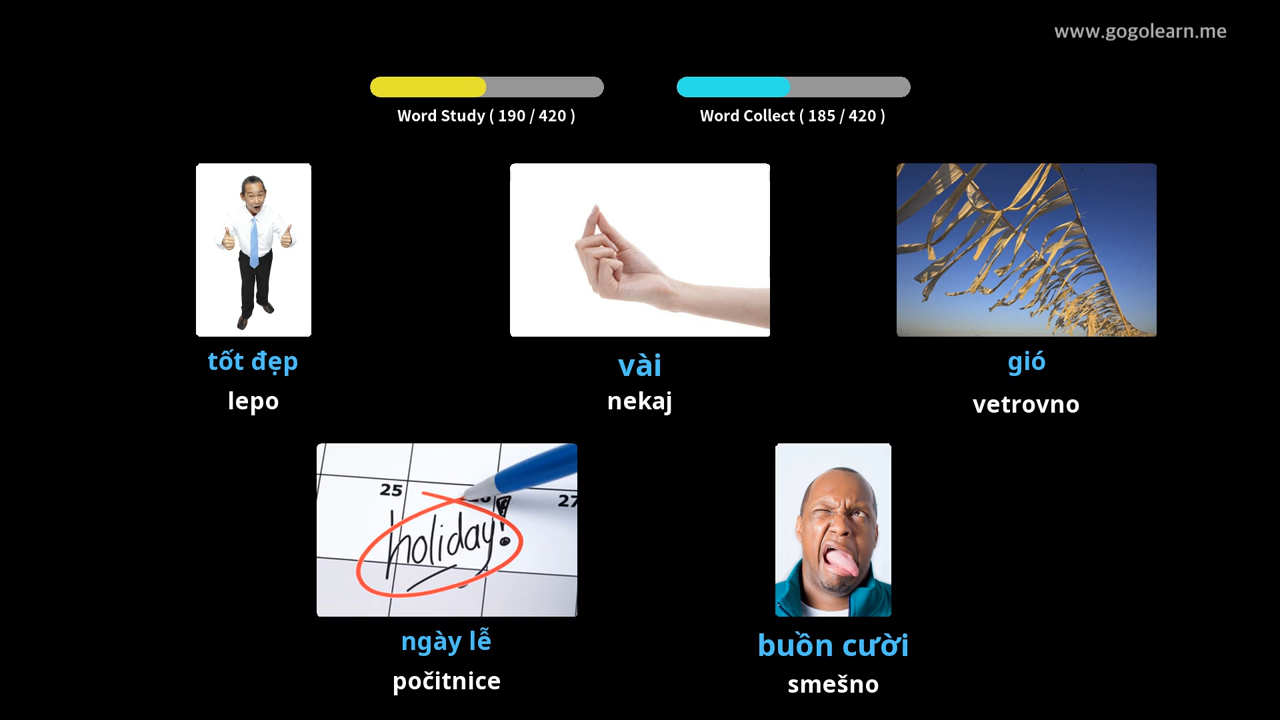 www.gogolearn.me
Word Study ( 190 / 420 )
Word Collect ( 185 / 420 )
tốt đẹp
lepo
vài
nekaj
gió
vetrovno
25
27
holiday!
ngày lễ
počitnice
buồn cười
smešno